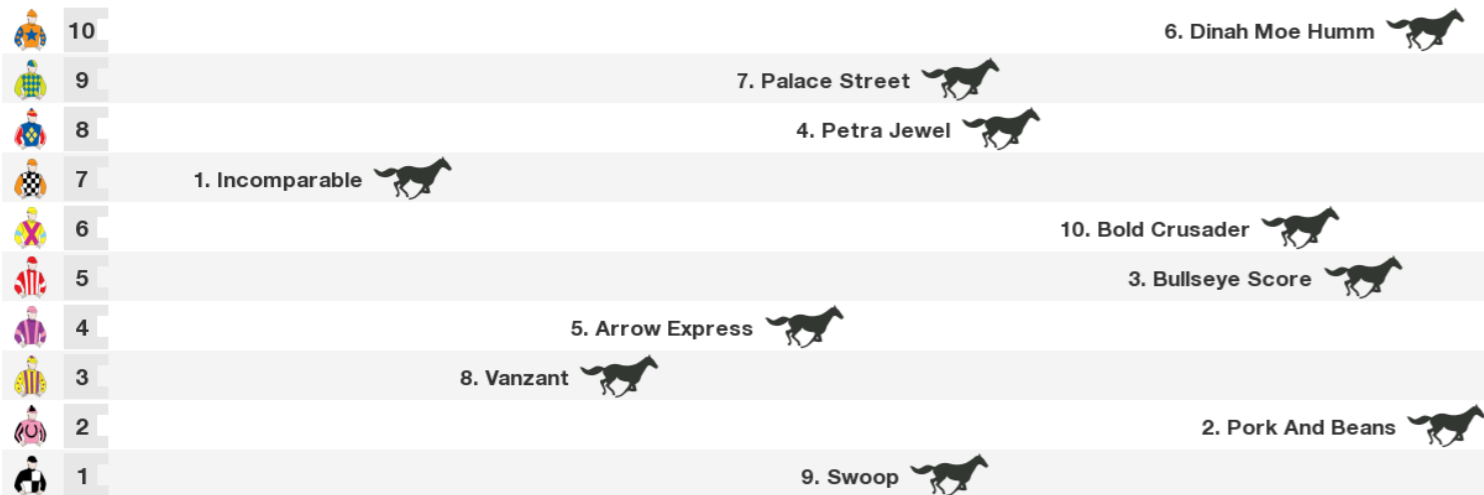 10 6. Dinah Moe Humm
9 7. Palace Street
8 4. Petra Jewel
7 1. Incomparable
6 10. Bold Crusader
5 3. Bullseye Score
4 5. Arrow Express
3 8. Vanzant
2 2. Pork And Beans
1 9. Swoop